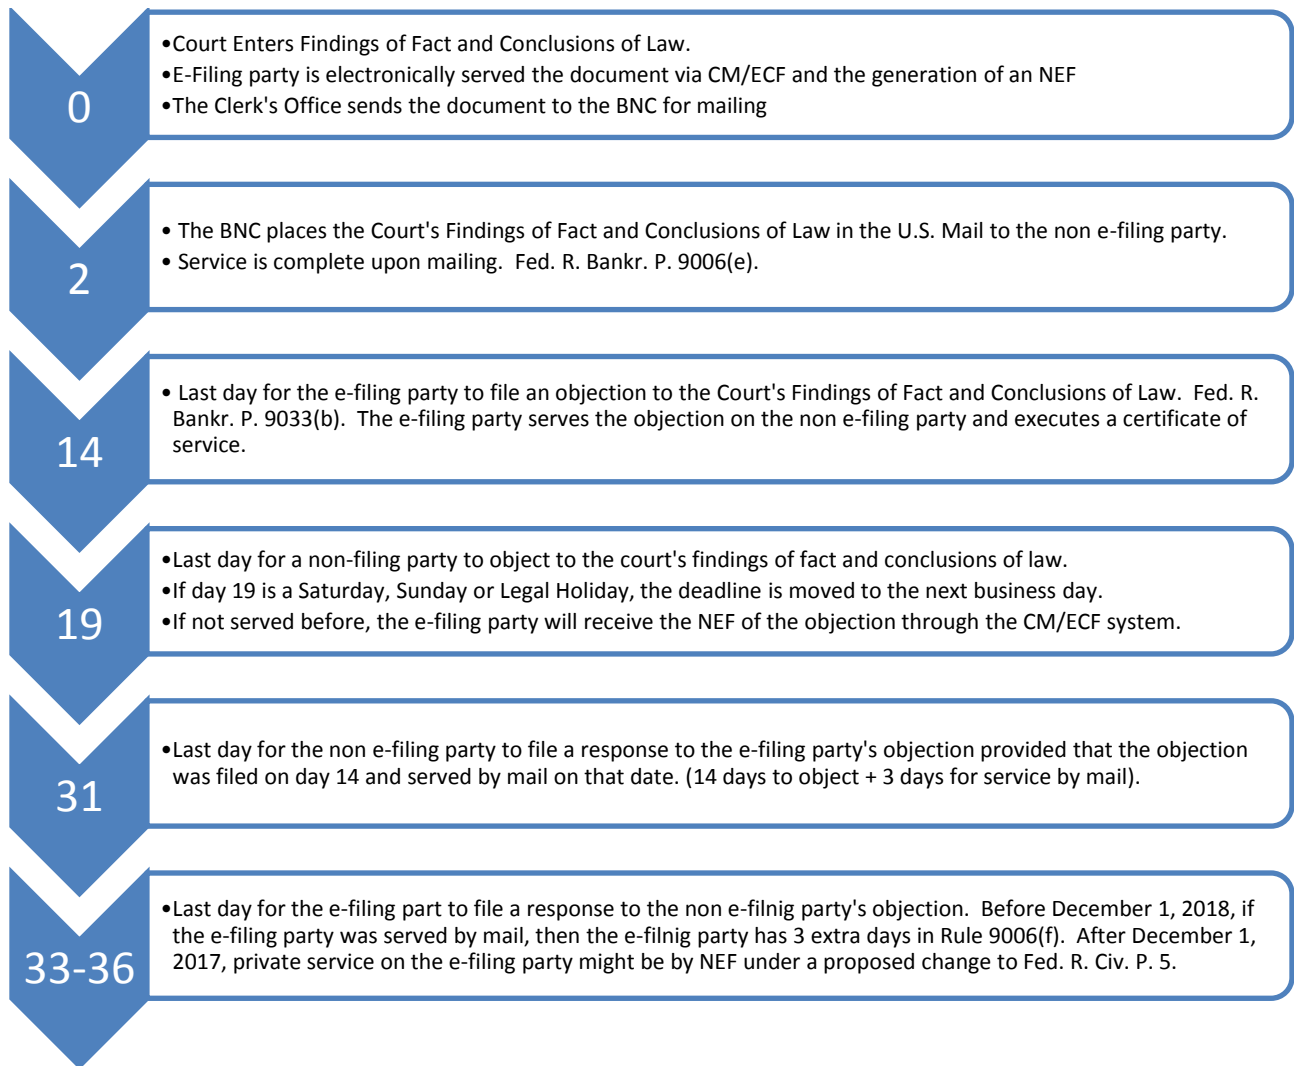 0
•Court Enters Findings of Fact and Conclusions of Law.
•E-Filing party is electronically served the document via CM/ECF and the generation of an NEF
•The Clerk's Office sends the document to the BNC for mailing
2
• The BNC places the Court's Findings of Fact and Conclusions of Law in the U.S. Mail to the non e-filing party.
• Service is complete upon mailing. Fed. R. Bankr. P. 9006(e).
14
• Last day for the e-filing party to file an objection to the Court's Findings of Fact and Conclusions of Law. Fed. R.
Bankr. P. 9033(b). The e-filing party serves the objection on the non e-filing party and executes a certificate of
service.
19
•Last day for a non-filing party to object to the court's findings of fact and conclusions of law.
•If day 19 is a Saturday, Sunday or Legal Holiday, the deadline is moved to the next business day.
•If not served before, the e-filing party will receive the NEF of the objection through the CM/ECF system.
31
•Last day for the non e-filing party to file a response to the e-filing party's objection provided that the objection
was filed on day 14 and served by mail on that date. (14 days to object + 3 days for service by mail).
33-36
•Last day for the e-filing part to file a response to the non e-filnig party's objection. Before December 1, 2018, if
the e-filing party was served by mail, then the e-filnig party has 3 extra days in Rule 9006(f). After December 1,
2017, private service on the e-filing party might be by NEF under a proposed change to Fed. R. Civ. P. 5.